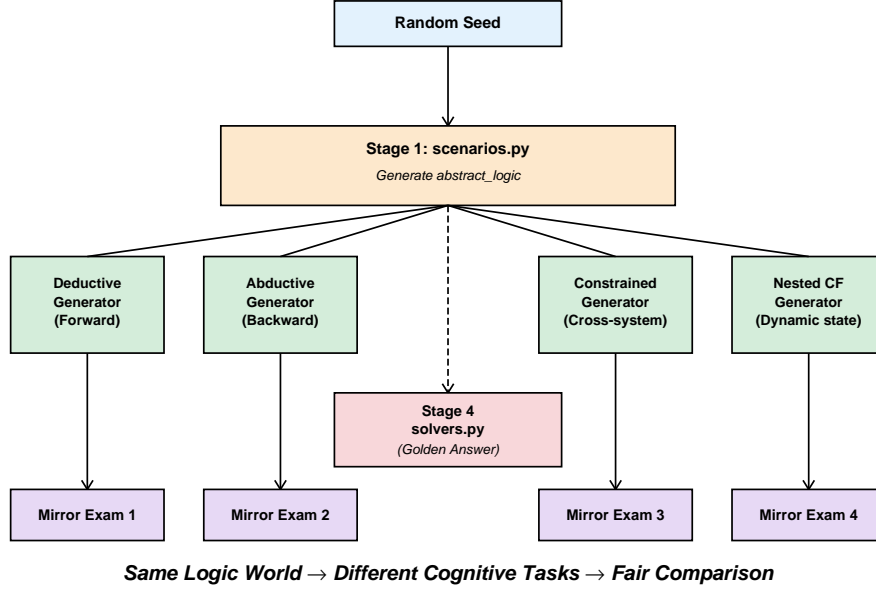 Random Seed
Stage 1: scenarios.py
Generate abstract_logic
Deductive
Generator
(Forward)
Abductive
Generator
(Backward)
Constrained
Generator
(Cross-system)
Nested CF
Generator
(Dynamic state)
Stage 4
solvers.py
(Golden Answer)
Mirror Exam 1
Mirror Exam 2
Mirror Exam 3
Mirror Exam 4
Same Logic World → Different Cognitive Tasks → Fair Comparison